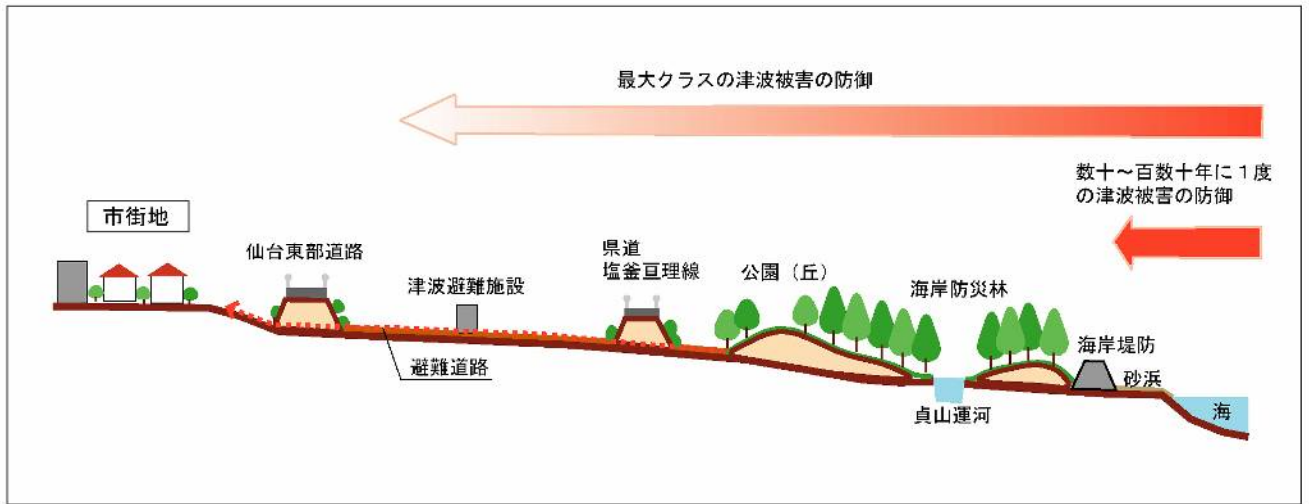 最大クラスの津波被害の防御
数十～百数十年に１度
の津波被害の防御
市街地
仙台東部道路
津波避難施設
県道
塩釜亘理線
公園（丘）
海岸防災林
海岸堤防
砂浜
海
避難道路
貞山運河